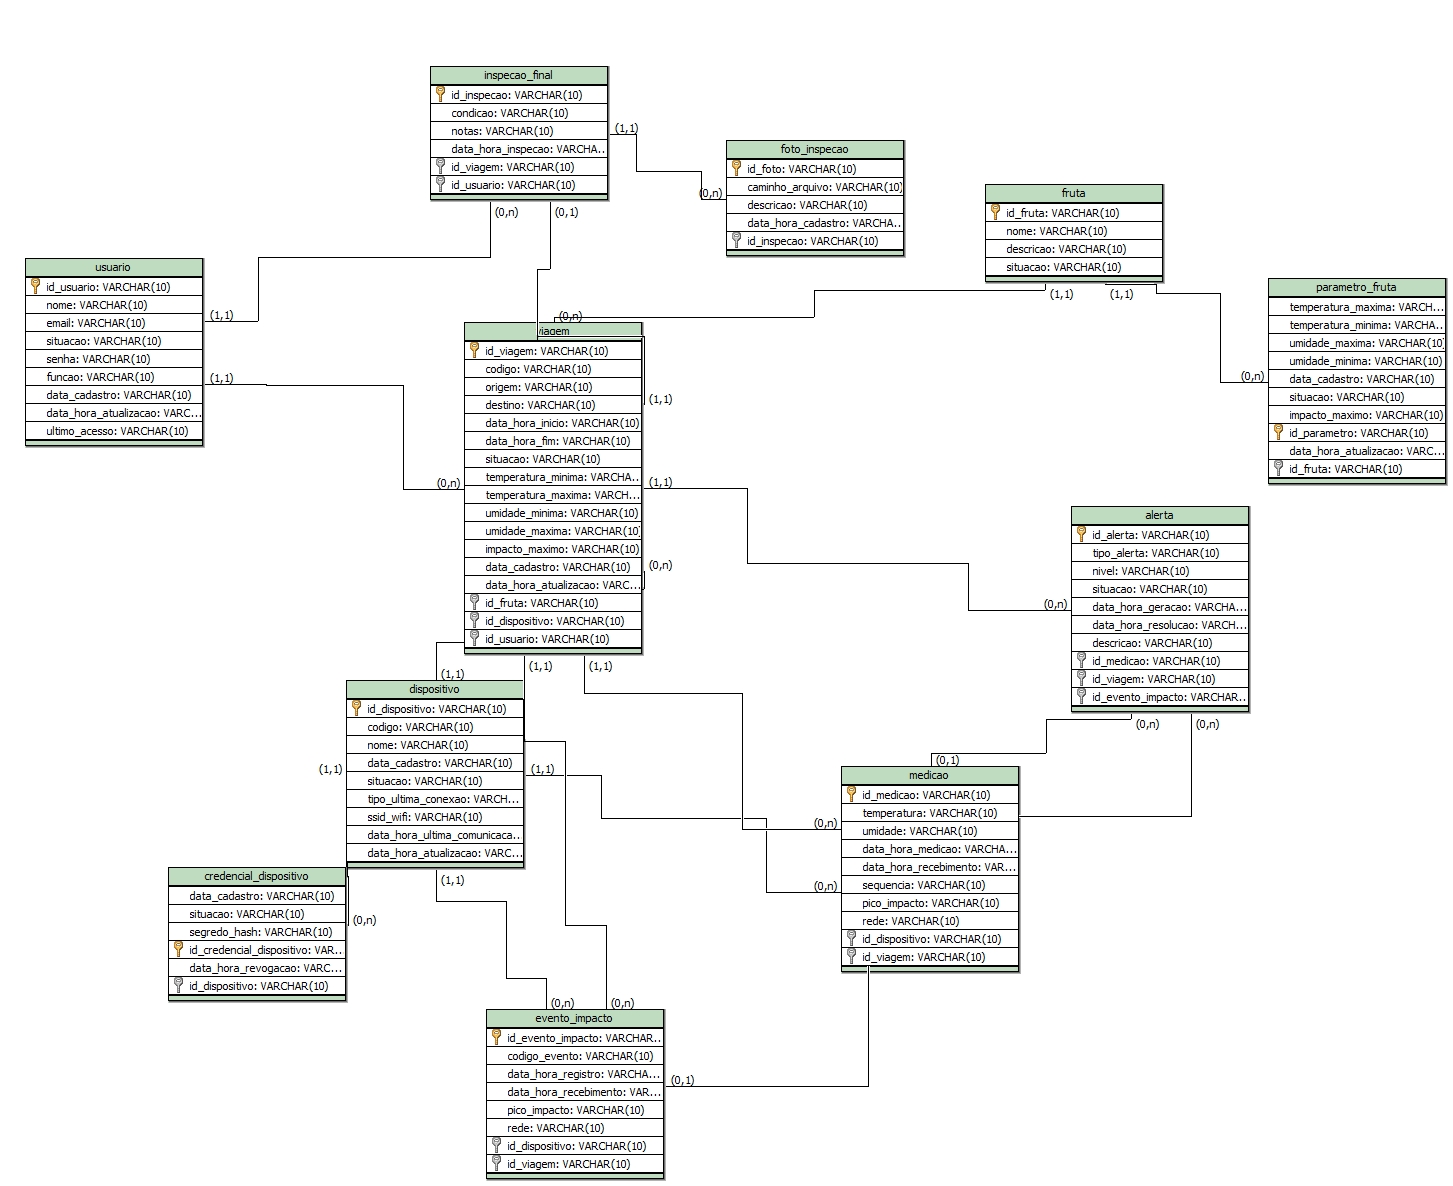 inspecao_final
id_inspecao: VARCHAR(10)
condicao: VARCHAR(10)
notas: VARCHAR(10)
data_hora_inspecao: VARCHA..
id_viagem: VARCHAR(10)
id_usuario: VARCHAR(10)
(1,1)
(0,n)
(0,n)
(0,1)
foto_inspecao
id_foto: VARCHAR(10)
caminho_arquivo: VARCHAR(10)
descricao: VARCHAR(10)
data_hora_cadastro: VARCHA..
id_inspecao: VARCHAR(10)
fruta
id_fruta: VARCHAR(10)
nome: VARCHAR(10)
descricao: VARCHAR(10)
situacao: VARCHAR(10)
(1,1)
(1,1)
usuario
id_usuario: VARCHAR(10)
nome: VARCHAR(10)
email: VARCHAR(10)
situacao: VARCHAR(10)
senha: VARCHAR(10)
funcao: VARCHAR(10)
data_cadastro: VARCHAR(10)
data_hora_atualizacao: VARC...
ultimo_acesso: VARCHAR(10)
(1,1)
(1,1)
parametro_fruta
temperatura_maxima: VARCH...
temperatura_minima: VARCHA..
umidade_maxima: VARCHAR(10)
umidade_minima: VARCHAR(10)
data_cadastro: VARCHAR(10)
situacao: VARCHAR(10)
impacto_maximo: VARCHAR(10)
id_parametro: VARCHAR(10)
data_hora_atualizacao: VARC...
id_fruta: VARCHAR(10)
(0,n)
(0,n)
viagem
id_viagem: VARCHAR(10)
codigo: VARCHAR(10)
origem: VARCHAR(10)
destino: VARCHAR(10)
data_hora_inicio: VARCHAR(10)
data_hora_fim: VARCHAR(10)
situacao: VARCHAR(10)
temperatura_minima: VARCHA..
temperatura_maxima: VARCH...
umidade_minima: VARCHAR(10)
umidade_maxima: VARCHAR(10)
impacto_maximo: VARCHAR(10)
data_cadastro: VARCHAR(10)
data_hora_atualizacao: VARC...
id_fruta: VARCHAR(10)
id_dispositivo: VARCHAR(10)
id_usuario: VARCHAR(10)
(1,1)
(0,n)
(1,1)
(0,n)
(1,1)
(1,1)
(0,n)
alerta
id_alerta: VARCHAR(10)
tipo_alerta: VARCHAR(10)
nivel: VARCHAR(10)
situacao: VARCHAR(10)
data_hora_geracao: VARCHA...
data_hora_resolucao: VARCH...
descricao: VARCHAR(10)
id_medicao: VARCHAR(10)
id_viagem: VARCHAR(10)
id_evento_impacto: VARCHAR..
(0,n)
(0,n)
(1,1)
dispositivo
id_dispositivo: VARCHAR(10)
codigo: VARCHAR(10)
nome: VARCHAR(10)
data_cadastro: VARCHAR(10)
situacao: VARCHAR(10)
tipo_ultima_conexao: VARCH...
ssid_wifi: VARCHAR(10)
data_hora_ultima_comunicaca..
data_hora_atualizacao: VARC...
(1,1)
(1,1)
(1,1)
(0,1)
medicao
id_medicao: VARCHAR(10)
temperatura: VARCHAR(10)
umidade: VARCHAR(10)
data_hora_medicao: VARCHA...
data_hora_recebimento: VAR...
sequencia: VARCHAR(10)
pico_impacto: VARCHAR(10)
rede: VARCHAR(10)
id_dispositivo: VARCHAR(10)
id_viagem: VARCHAR(10)
(0,n)
(0,n)
credencial_dispositivo
data_cadastro: VARCHAR(10)
situacao: VARCHAR(10)
segredo_hash: VARCHAR(10)
id_credencial_dispositivo: VAR..
data_hora_revogacao: VARC...
id_dispositivo: VARCHAR(10)
(0,n)
(0,n)
(0,n)
evento_impacto
id_evento_impacto: VARCHAR..
codigo_evento: VARCHAR(10)
data_hora_registro: VARCHA...
data_hora_recebimento: VAR...
pico_impacto: VARCHAR(10)
rede: VARCHAR(10)
id_dispositivo: VARCHAR(10)
id_viagem: VARCHAR(10)
(0,1)